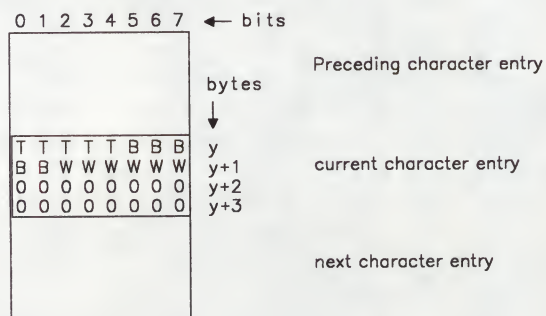 0 1 2 3 4 5 6 7 ← bits
Preceding character entry
bytes
↓
T T T T T B B B y
B B W W W W W W y+1 current character entry
0 0 0 0 0 0 0 0 y+2
0 0 0 0 0 0 0 0 y+3
next character entry